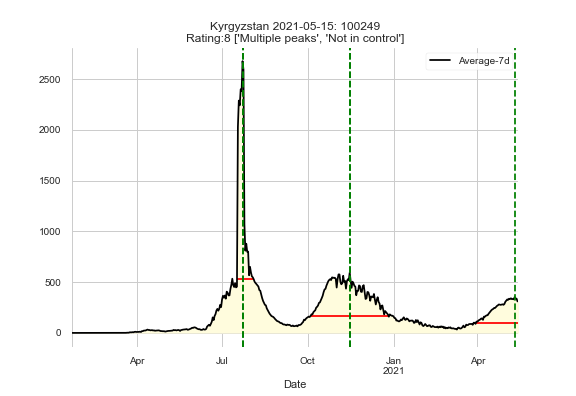 Kyrgyzstan 2021-05-15: 100249
Rating:8 ['Multiple peaks', 'Not in control']
Average-7d
2500
2000
1500
1000
500
0
Apr
Jul
Oct
Jan
2021
Apr
Date